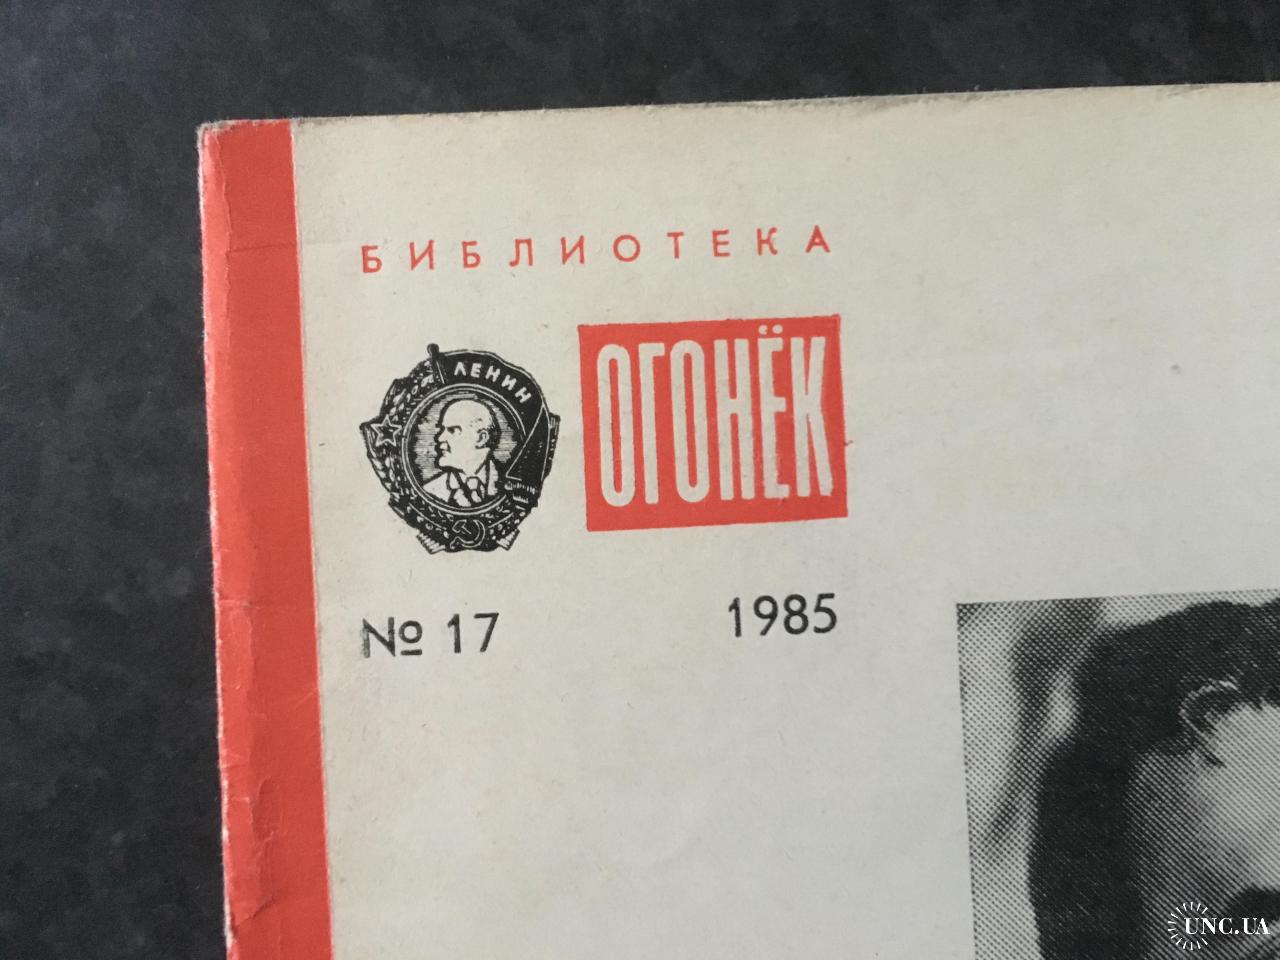 БИБЛИОТЕКА
ЛЕНИН
ОГОНЁК
№ 17 1985
UNC.UA